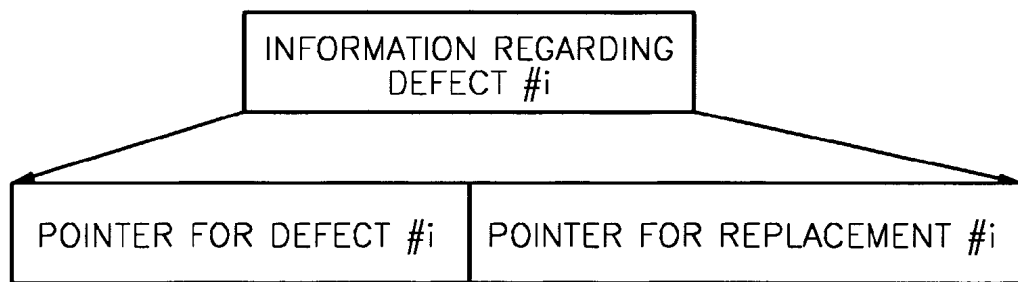 INFORMATION REGARDING
DEFECT #i
POINTER FOR DEFECT #i
POINTER FOR REPLACEMENT #i